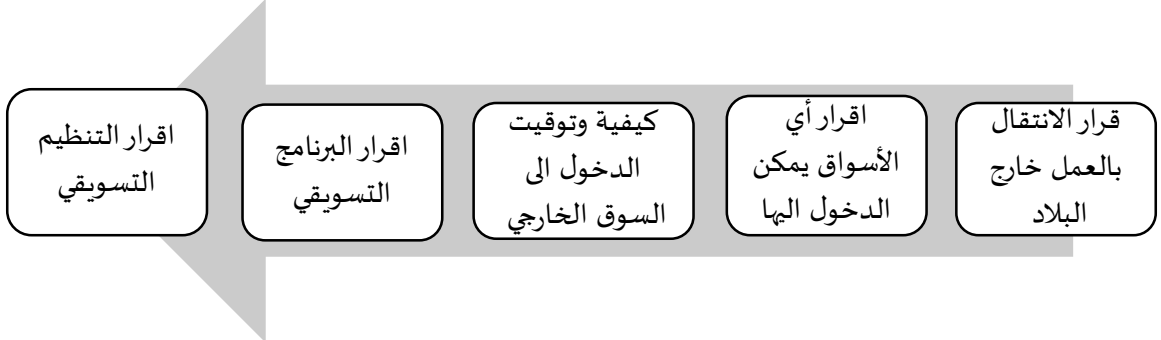 قرار الانتقال
بالعمل خارج
البلاد
اقرار أي
الأسواق يمكن
الدخول اليها
كيفية وتوقيت
الدخول الى
السوق الخارجي
اقرار البرنامج
التسويقي
اقرار التنظيم
التسويقي